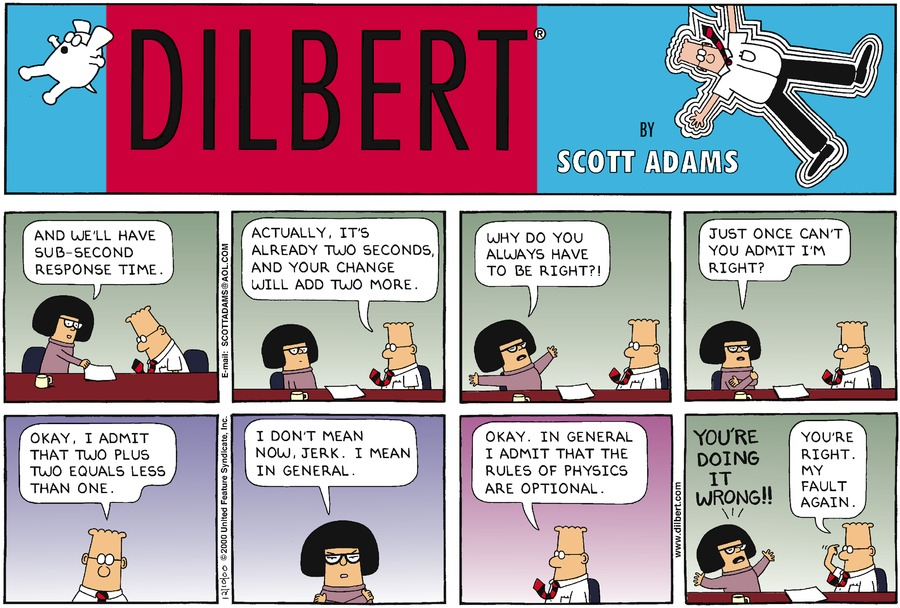 DILBERT®
BY
SCOTT ADAMS
AND WE'LL HAVE
SUB-SECOND
RESPONSE TIME.
E-mail: SCOTTADAMS@AOL.COM
ACTUALLY, IT'S
ALREADY TWO SECONDS,
AND YOUR CHANGE
WILL ADD TWO MORE.
WHY DO YOU
ALWAYS HAVE
TO BE RIGHT?!
JUST ONCE CAN'T
YOU ADMIT I'M
RIGHT?
OKAY, I ADMIT
THAT TWO PLUS
TWO EQUALS LESS
THAN ONE.
12/10/00 © 2000 United Feature Syndicate, Inc.
I DON'T MEAN
NOW, JERK. I MEAN
IN GENERAL.
OKAY. IN GENERAL
I ADMIT THAT THE
RULES OF PHYSICS
ARE OPTIONAL.
www.dilbert.com
YOU'RE
DOING
IT
WRONG!!
YOU'RE
RIGHT.
MY
FAULT
AGAIN.